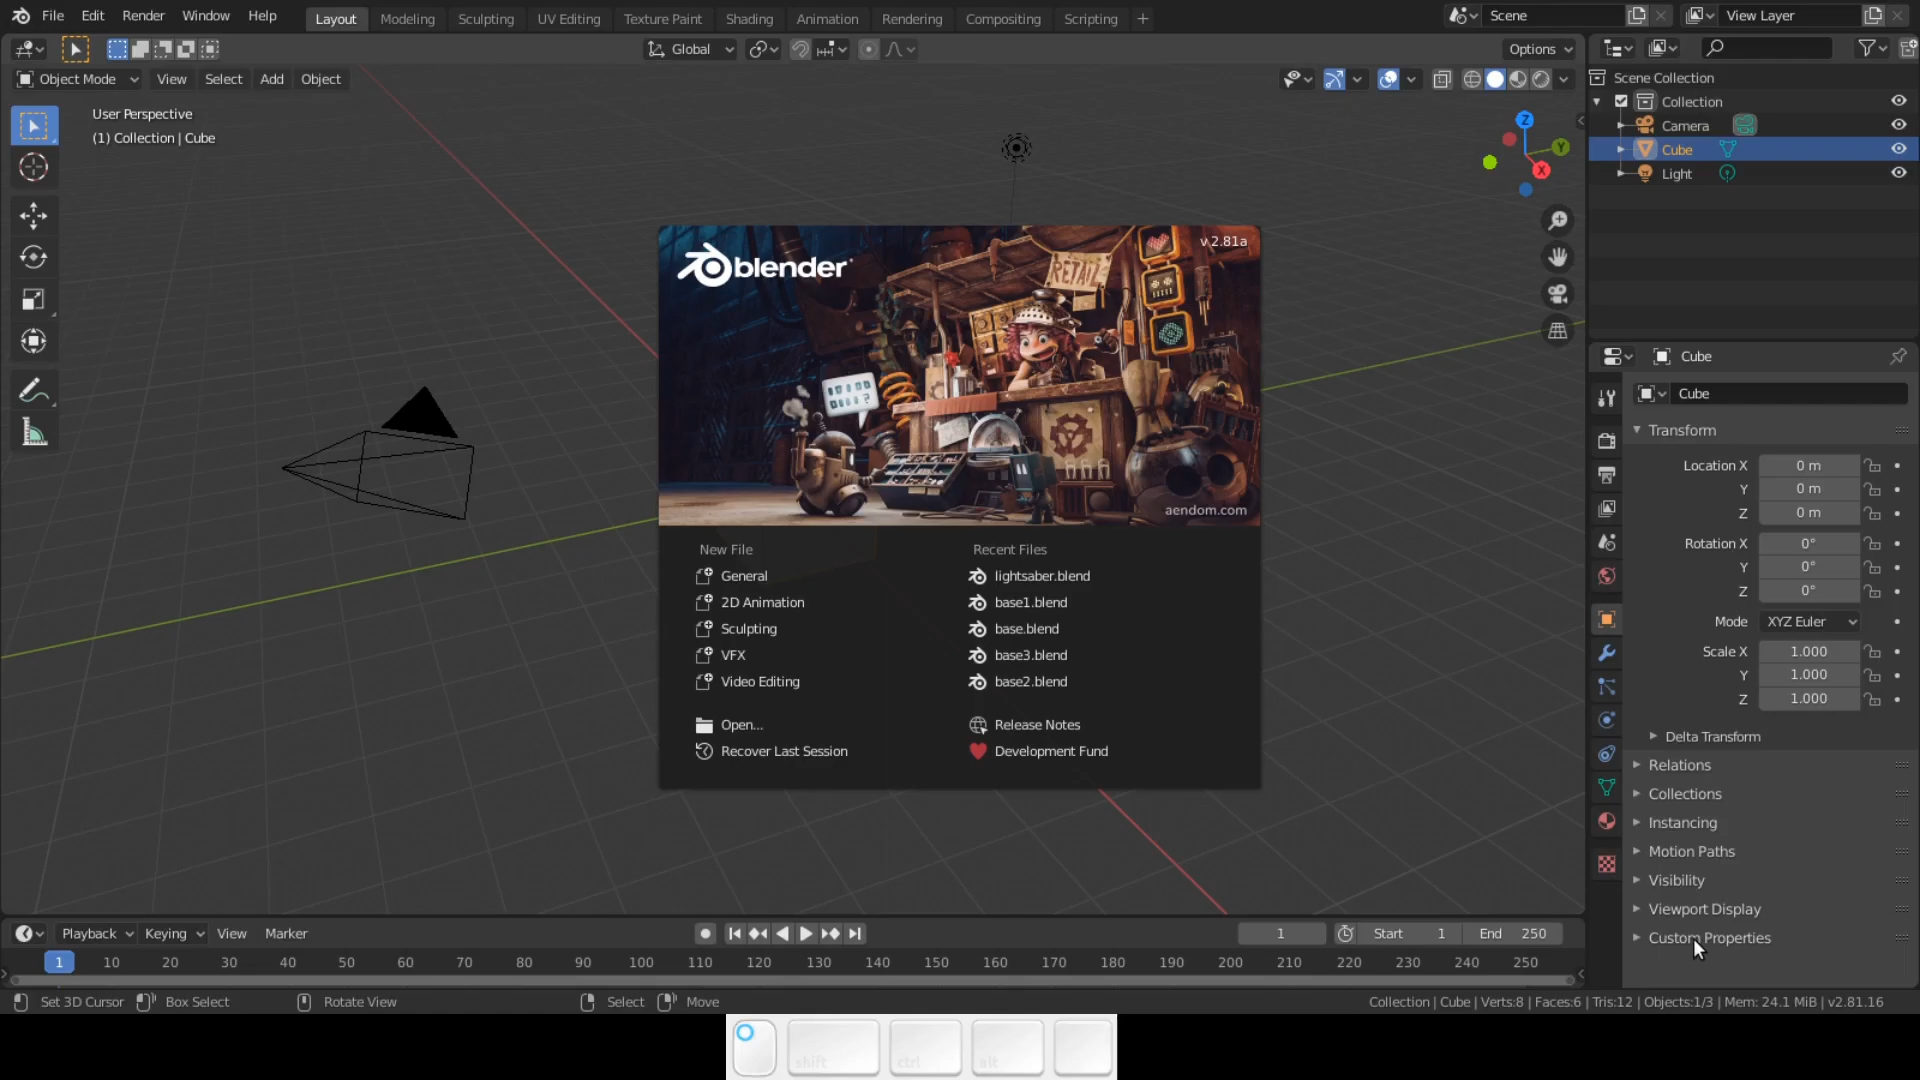 File Edit Render Window Help
Layout Modeling Sculpting UV Editing Texture Paint Shading Animation Rendering Compositing Scripting +
Scene
View Layer
Global
Options
Object Mode View Select Add Object
User Perspective
(1) Collection | Cube
Z
Y
X
Scene Collection
Collection
Camera
Cube
Light
blender
v 2.81a
RETAIL
aendom.com
New File
General
2D Animation
Sculpting
VFX
Video Editing
Open...
Recover Last Session
Recent Files
lightsaber.blend
base1.blend
base.blend
base3.blend
base2.blend
Release Notes
Development Fund
Cube
Cube
Transform
Location X 0 m
Y 0 m
Z 0 m
Rotation X 0°
Y 0°
Z 0°
Mode XYZ Euler
Scale X 1.000
Y 1.000
Z 1.000
Delta Transform
Relations
Collections
Instancing
Motion Paths
Visibility
Viewport Display
Custom Properties
Playback Keying View Marker
1
Start 1
End 250
1 10 20 30 40 50 60 70 80 90 100 110 120 130 140 150 160 170 180 190 200 210 220 230 240 250
Set 3D Cursor Box Select Rotate View Select Move
Collection | Cube | Verts:8 | Faces:6 | Tris:12 | Objects:1/3 | Mem: 24.1 MiB | v2.81.16
shift ctrl alt